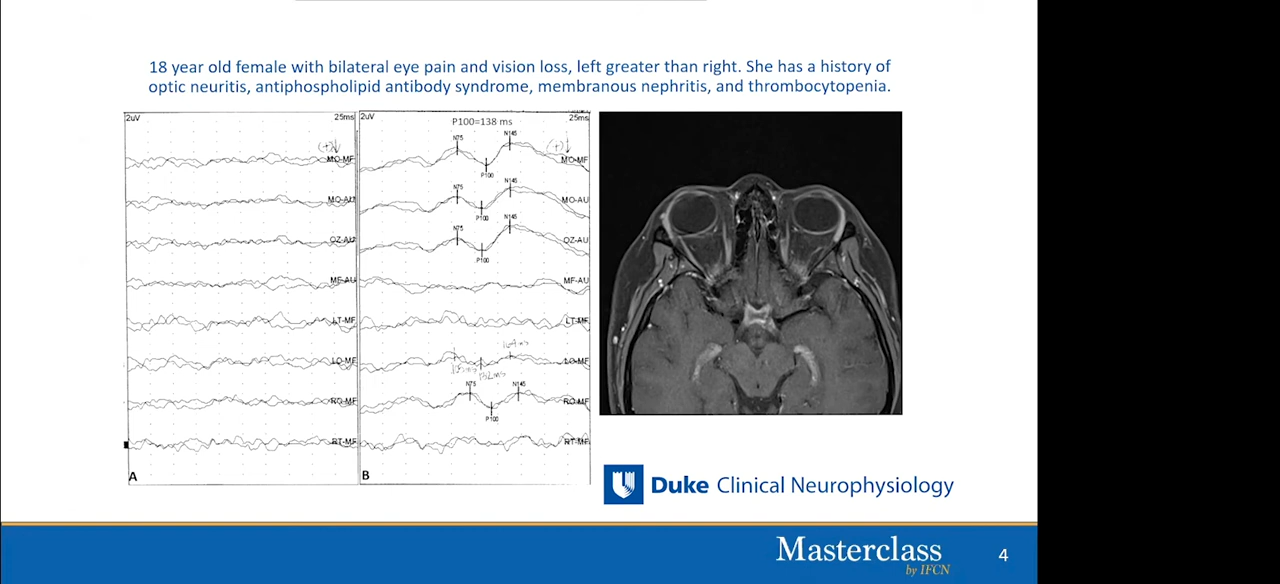 18 year old female with bilateral eye pain and vision loss, left greater than right. She has a history of
optic neuritis, antiphospholipid antibody syndrome, membranous nephritis, and thrombocytopenia.
2uV 25ms
(+)↓
MO-MF
MO-AU
OZ-AU
MF-AU
LT-MF
LO-MF
RO-MF
RT-MF
A
2uV 25ms
P100=138 ms
N75 N145 (+)↓
MO-MF
P100
N75 N145
MO-AU
P100
N75 N145
OZ-AU
P100
MF-AU
LT-MF
LO-MF
N75 N145
RO-MF
P100
RT-MF
B
Duke Clinical Neurophysiology
Masterclass
by IFCN
4